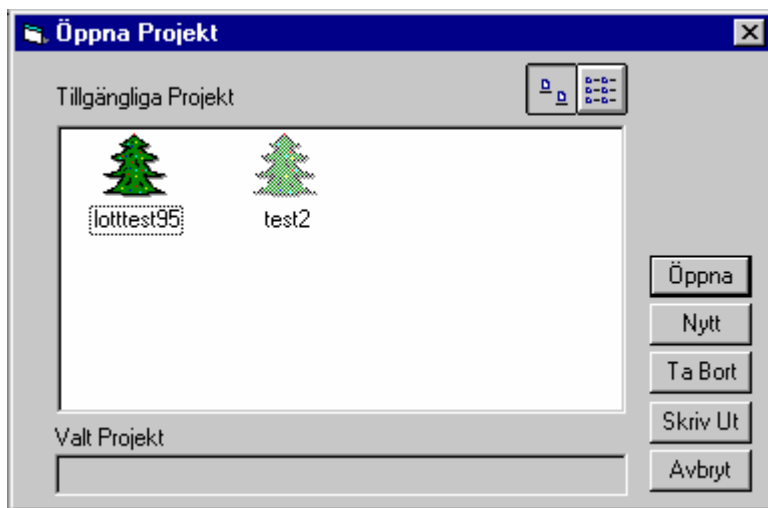 Öppna Projekt
Tillgängliga Projekt
lotttest95
test2
Öppna
Nytt
Ta Bort
Skriv Ut
Avbryt
Valt Projekt